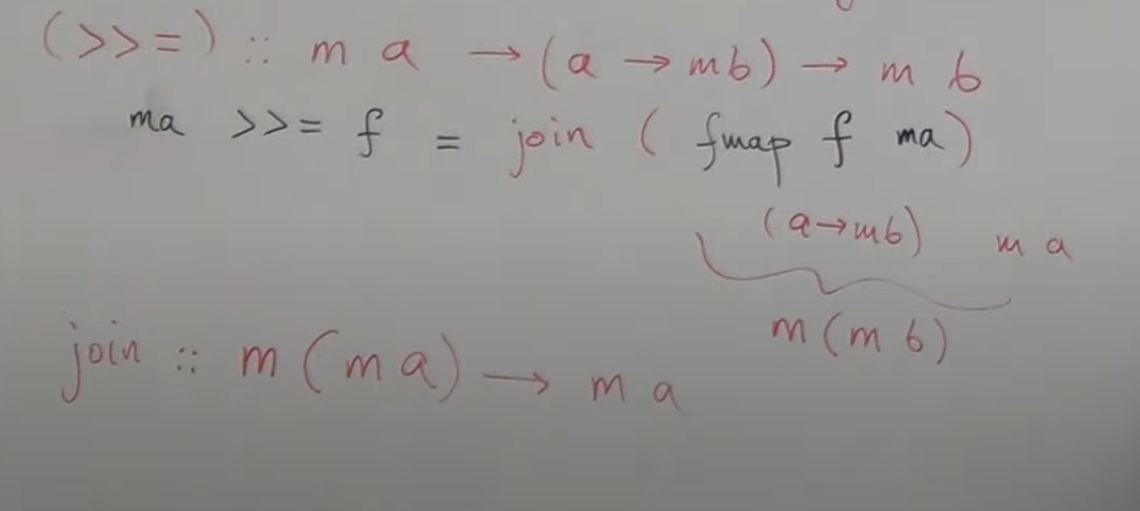 (>>=) :: m a → (a → mb) → m b
ma >>= f = join ( fmap f ma)
(a→mb) m a
m (m b)
join :: m (m a) → m a